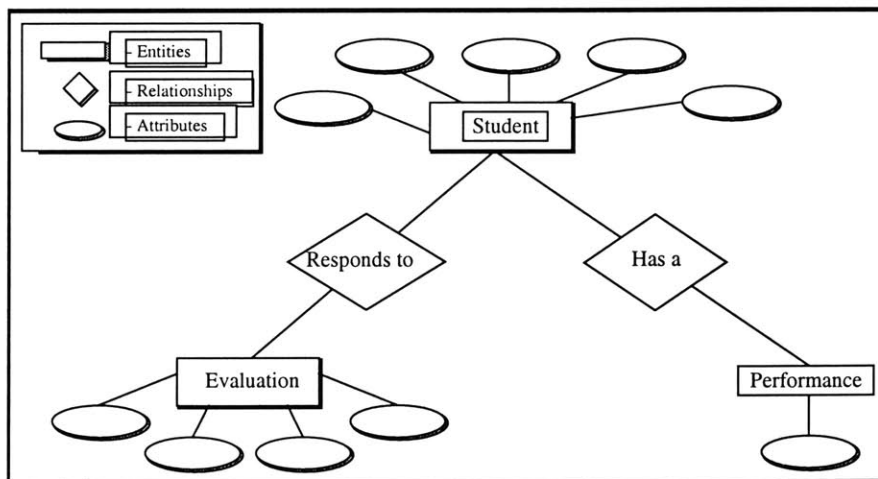 - Entities
- Relationships
- Attributes
Student
Responds to
Has a
Evaluation
Performance